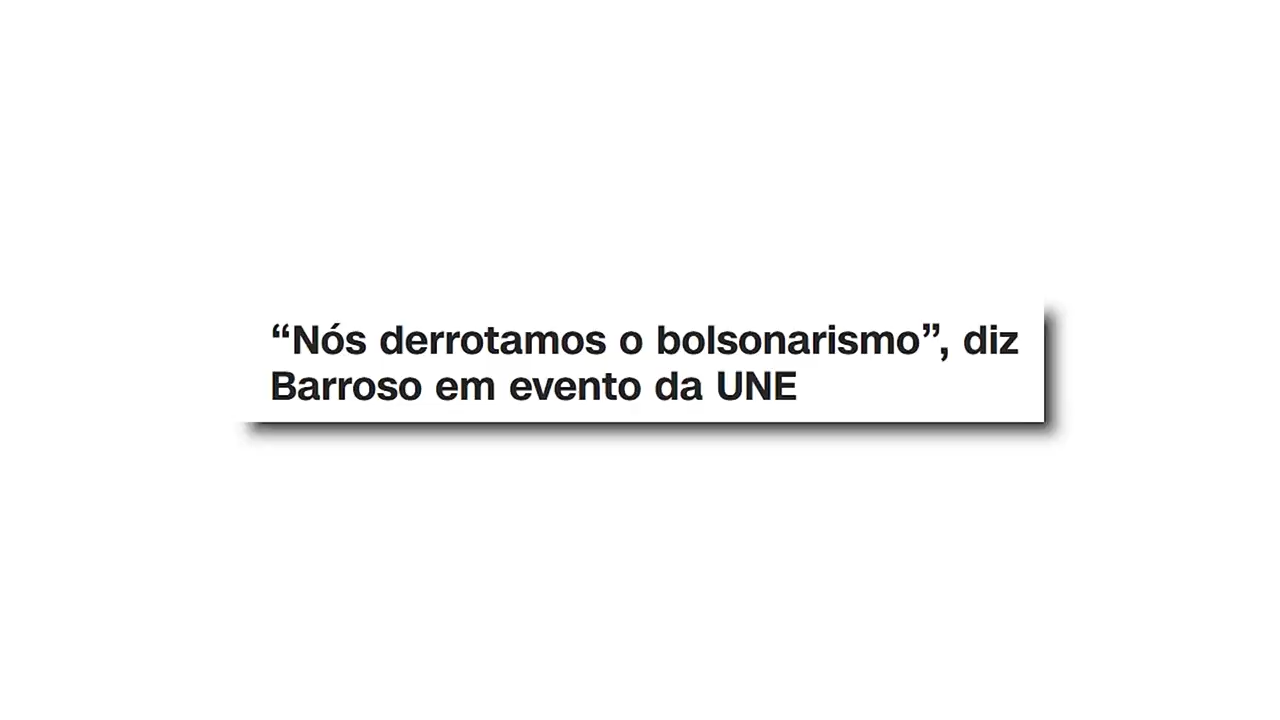 “Nós derrotamos o bolsonarismo”, diz
Barroso em evento da UNE